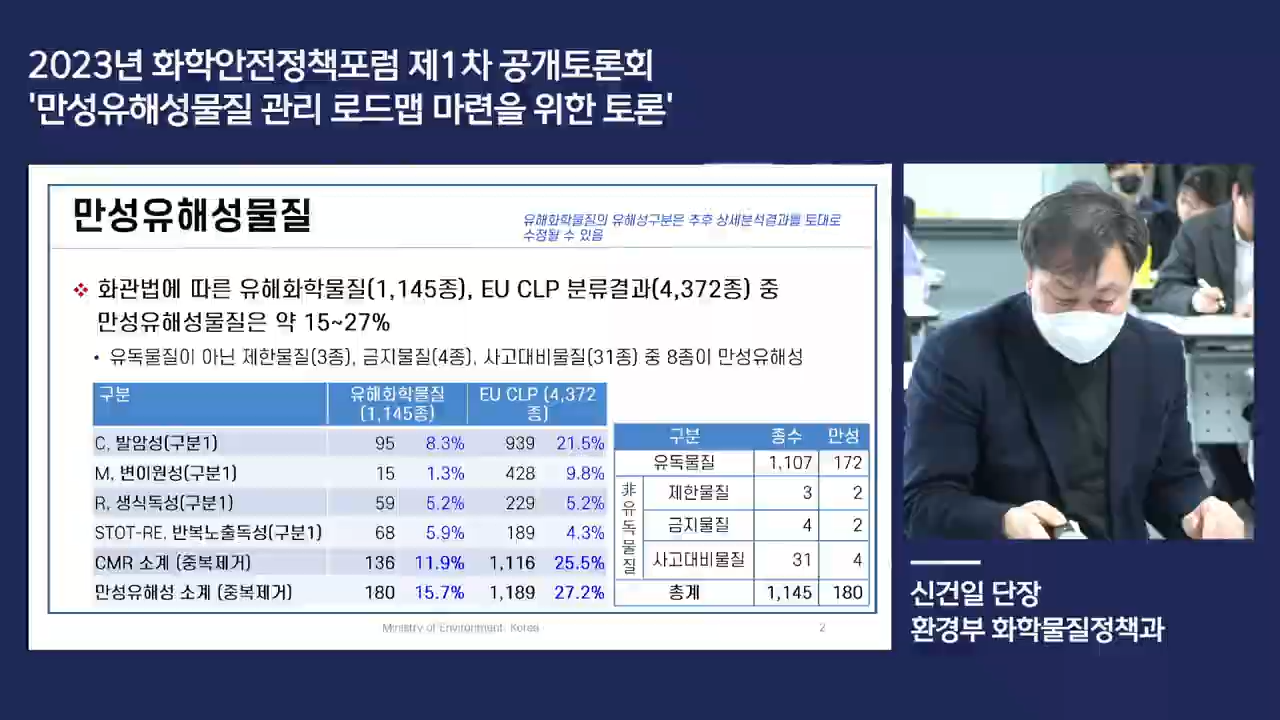 2023년 화학안전정책포럼 제1차 공개토론회
'만성유해성물질 관리 로드맵 마련을 위한 토론'
만성유해성물질
유해화학물질의 유해성구분은 추후 상세분석결과를 토대로
수정될 수 있음
❖ 화관법에 따른 유해화학물질(1,145종), EU CLP 분류결과(4,372종) 중
만성유해성물질은 약 15~27%
• 유독물질이 아닌 제한물질(3종), 금지물질(4종), 사고대비물질(31종) 중 8종이 만성유해성
구분 유해화학물질 EU CLP (4,372
(1,145종) 종)
C, 발암성(구분1) 95 8.3% 939 21.5%
M, 변이원성(구분1) 15 1.3% 428 9.8%
R, 생식독성(구분1) 59 5.2% 229 5.2%
STOT-RE, 반복노출독성(구분1) 68 5.9% 189 4.3%
CMR 소계 (중복제거) 136 11.9% 1,116 25.5%
만성유해성 소계 (중복제거) 180 15.7% 1,189 27.2%
구분 종수 만성
유독물질 1,107 172
非유독물질
제한물질 3 2
금지물질 4 2
사고대비물질 31 4
총계 1,145 180
Ministry of Environment, Korea 2
신건일 단장
환경부 화학물질정책과